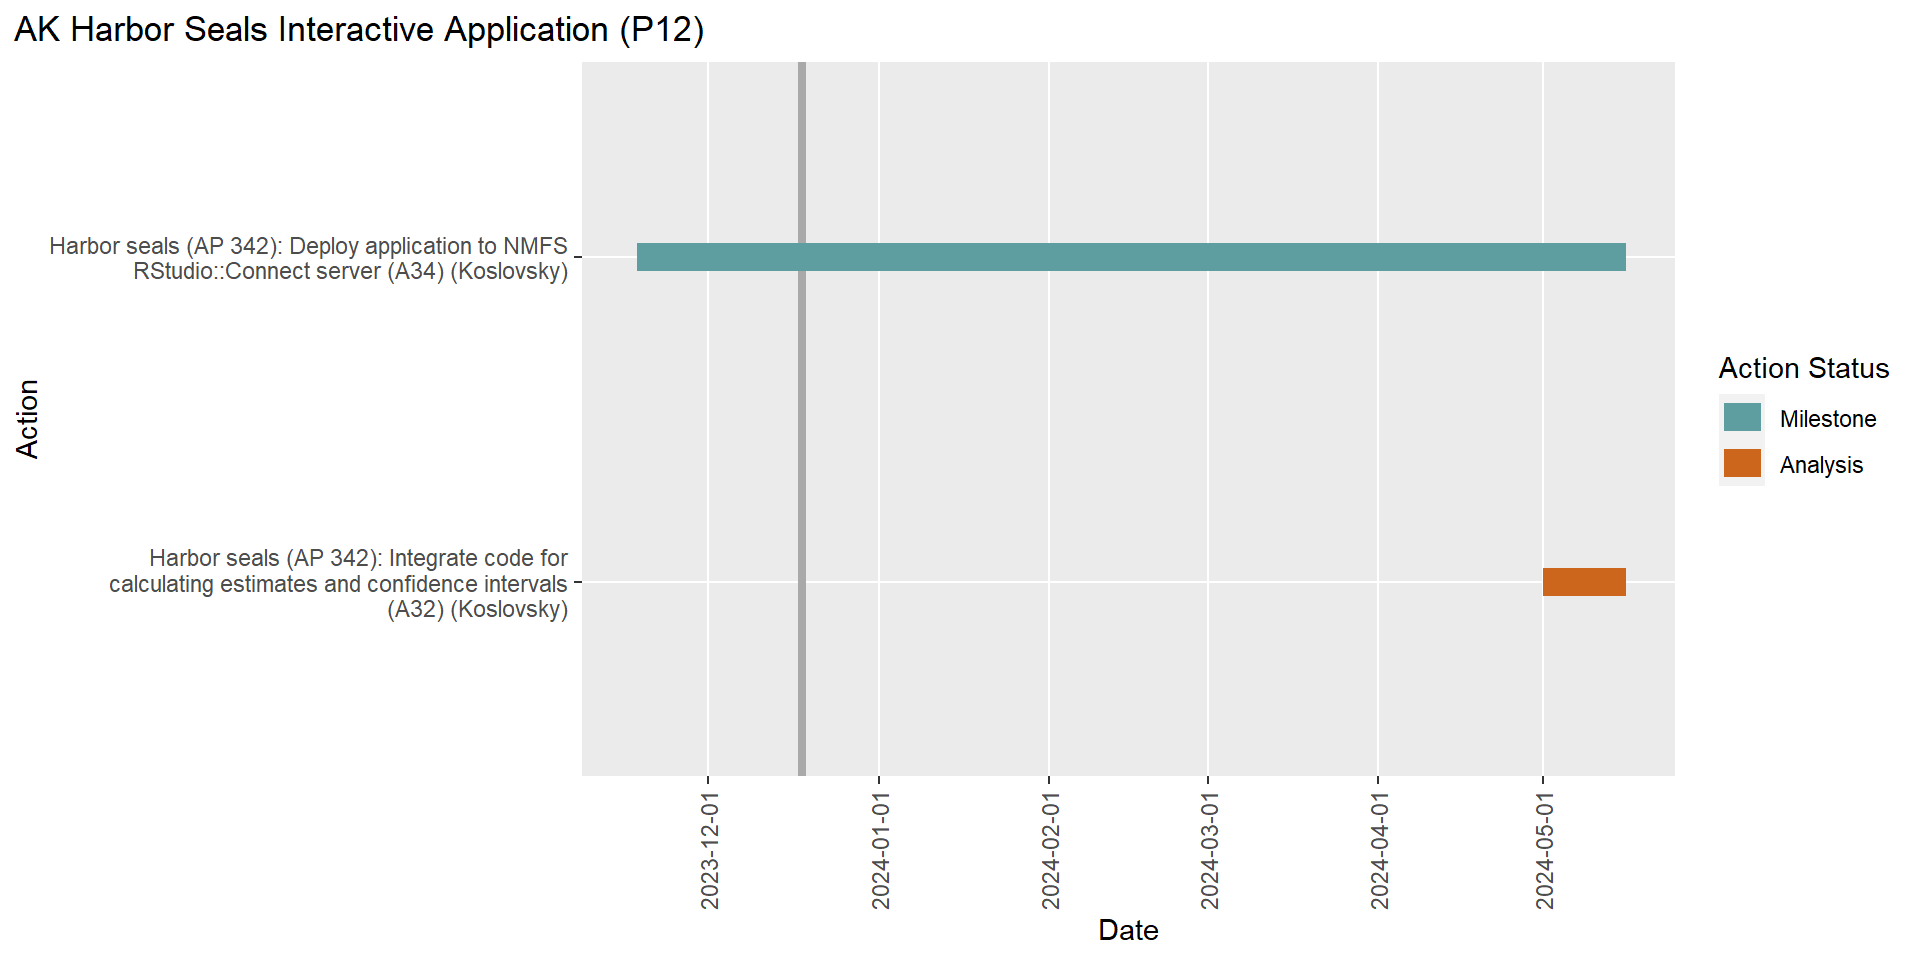 AK Harbor Seals Interactive Application (P12)
Harbor seals (AP 342): Deploy application to NMFS
RStudio::Connect server (A34) (Koslovsky)
Action
Harbor seals (AP 342): Integrate code for
calculating estimates and confidence intervals
(A32) (Koslovsky)
Action Status
Milestone
Analysis
2023-12-01
2024-01-01
2024-02-01
2024-03-01
2024-04-01
2024-05-01
Date